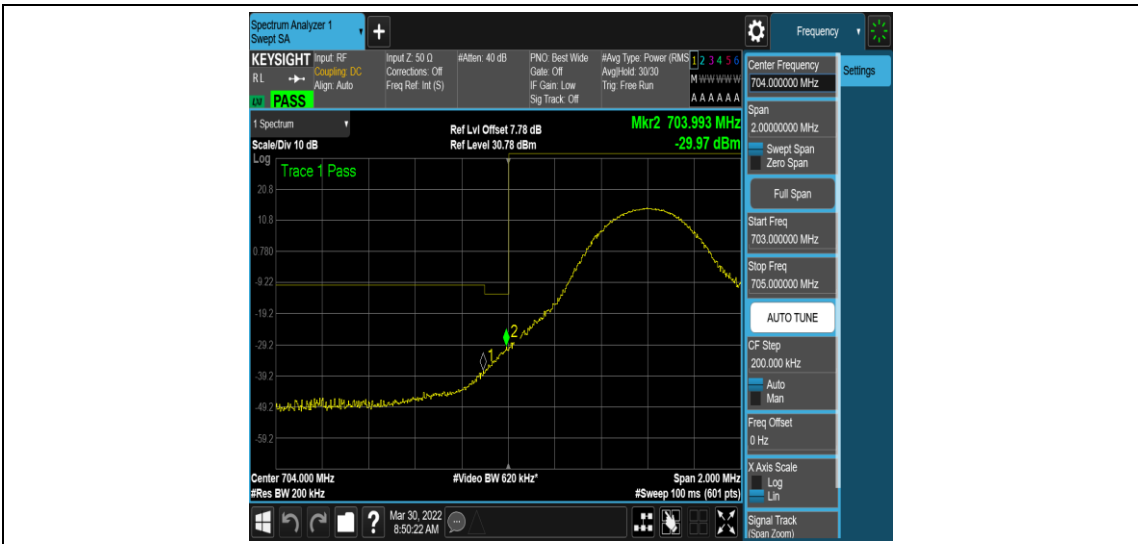 Spectrum Analyzer 1
Swept SA
+
Frequency
KEYSIGHT
RL
PASS
Input: RF
Coupling: DC
Align: Auto
Input Z: 50 Ω
Corrections: Off
Freq Ref: Int (S)
#Atten: 40 dB
PNO: Best Wide
Gate: Off
IF Gain: Low
Sig Track: Off
#Avg Type: Power (RMS
Avg|Hold: 30/30
Trig: Free Run
1 2 3 4 5 6
M W W W W W
A A A A A A
1 Spectrum
Scale/Div 10 dB
Ref Lvl Offset 7.78 dB
Ref Level 30.78 dBm
Mkr2 703.993 MHz
-29.97 dBm
Log
Trace 1 Pass
20.8
10.8
0.780
-9.22
-19.2
-29.2
-39.2
-49.2
-59.2
1
2
Center 704.000 MHz
#Res BW 200 kHz
#Video BW 620 kHz*
Span 2.000 MHz
#Sweep 100 ms (601 pts)
?
Mar 30, 2022
8:50:22 AM
Center Frequency
704.000000 MHz
Settings
Span
2.00000000 MHz
Swept Span
Zero Span
Full Span
Start Freq
703.000000 MHz
Stop Freq
705.000000 MHz
AUTO TUNE
CF Step
200.000 kHz
Auto
Man
Freq Offset
0 Hz
X Axis Scale
Log
Lin
Signal Track
(Span Zoom)